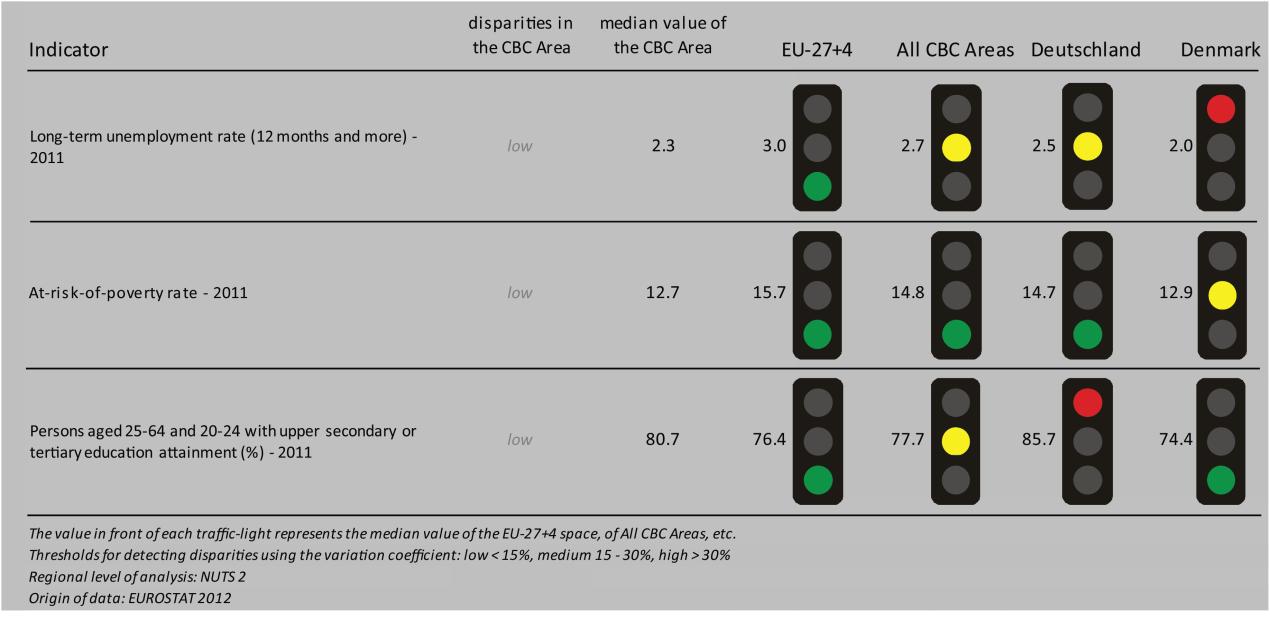 Indicator
disparities in
the CBC Area
median value of
the CBC Area
EU-27+4
All CBC Areas
Deutschland
Denmark
Long-term unemployment rate (12 months and more) -
2011
low
2.3
3.0
2.7
2.5
2.0
At-risk-of-poverty rate - 2011
low
12.7
15.7
14.8
14.7
12.9
Persons aged 25-64 and 20-24 with upper secondary or
tertiary education attainment (%) - 2011
low
80.7
76.4
77.7
85.7
74.4
The value in front of each traffic-light represents the median value of the EU-27+4 space, of All CBC Areas, etc.
Thresholds for detecting disparities using the variation coefficient: low < 15%, medium 15 - 30%, high > 30%
Regional level of analysis: NUTS 2
Origin of data: EUROSTAT 2012